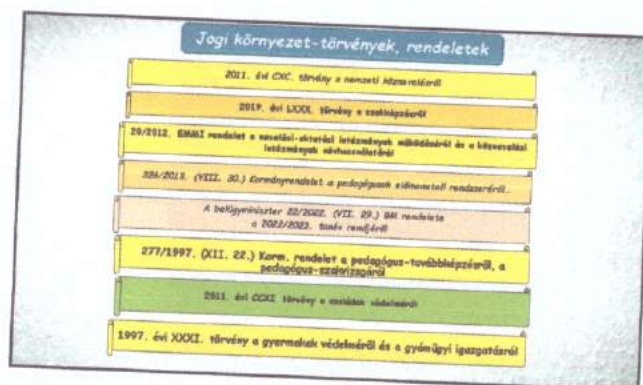 Jogi környezet-törvények, rendeletek
2011. évi CXC. törvény a nemzeti köznevelésről
2019. évi LXXX. törvény a szakképzésről
20/2012. EMMI rendelet a nevelési-oktatási intézmények működéséről és a köznevelési
intézmények névhasználatáról
326/2013. (VIII. 30.) Kormányrendelet a pedagógusok előmeneteli rendszeréről.
A belügyminiszter 22/2022. (VII. 29.) BM rendelete
a 2022/2023. tanév rendjéről
277/1997. (XII. 22.) Korm. rendelet a pedagógus-továbbképzésről, a
pedagógus-szakvizsgáról
2011. évi CCXI. törvény a családok védelméről
1997. évi XXXI. törvény a gyermekek védelméről és a gyámügyi igazgatásról